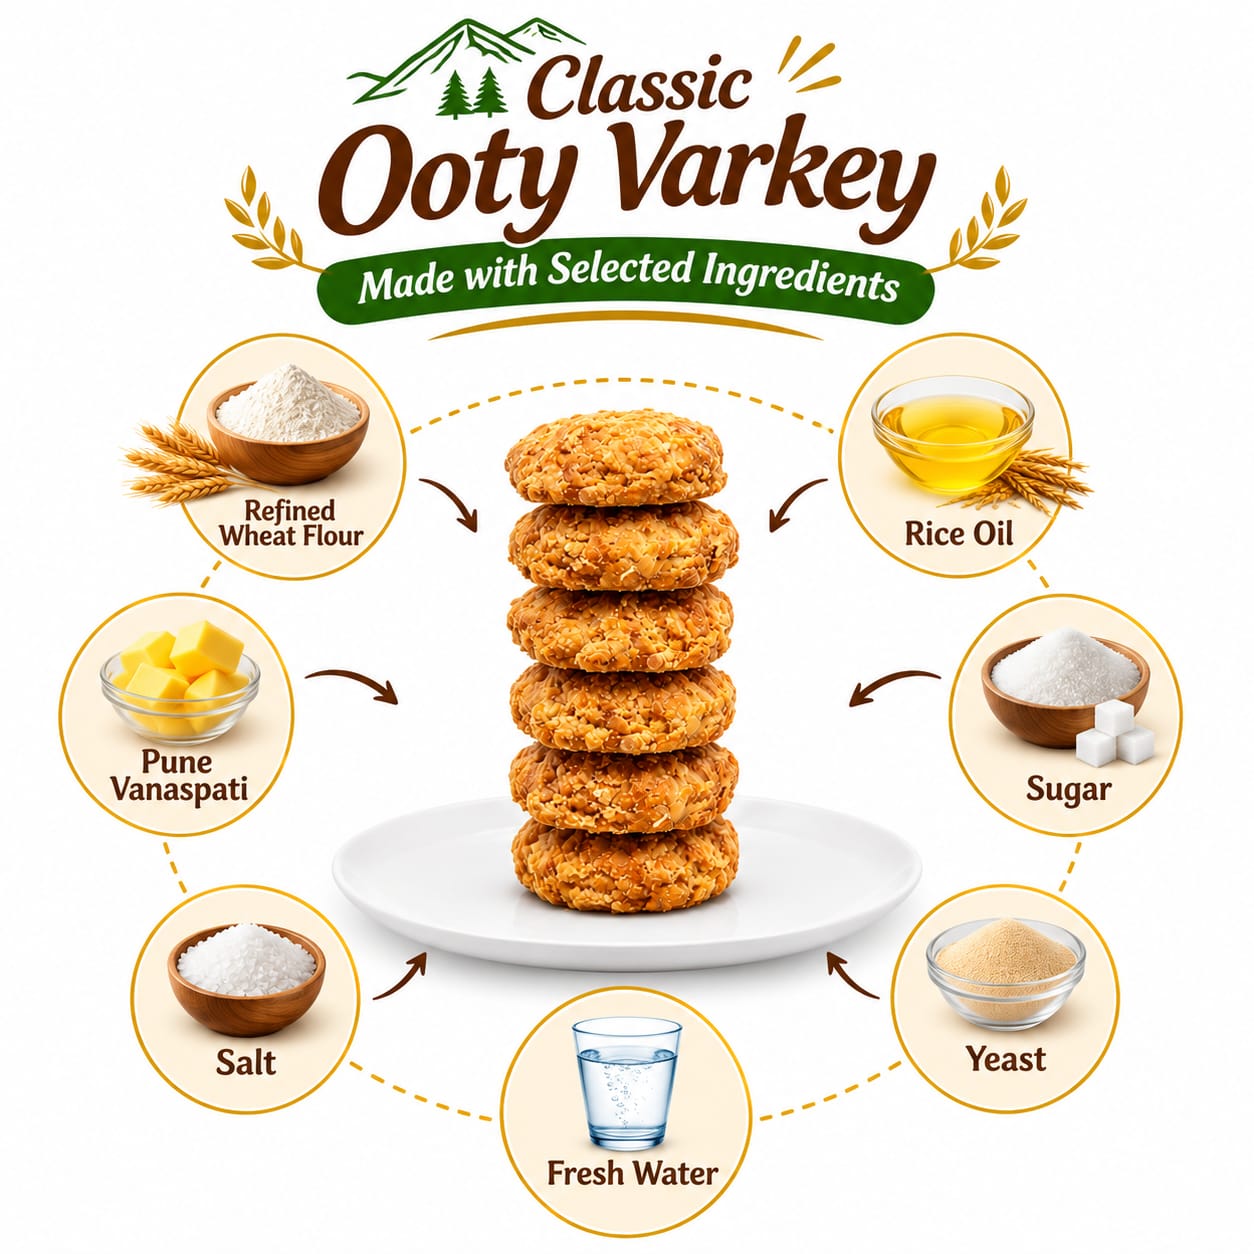 Classic
Ooty Varkey
Made with Selected Ingredients
Refined
Wheat Flour
Rice Oil
Pune
Vanaspati
Sugar
Salt
Yeast
Fresh Water